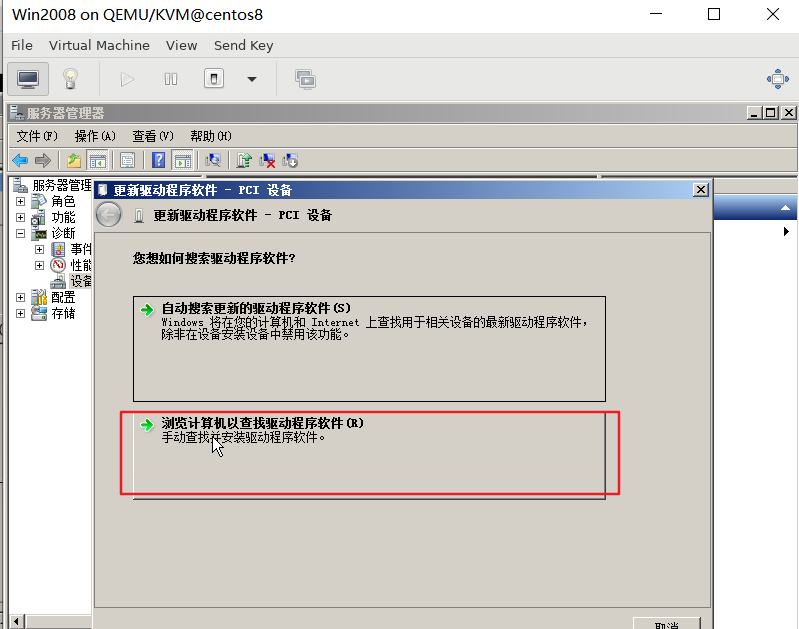 Win2008 on QEMU/KVM@centos8
File Virtual Machine View Send Key
服务器管理器
文件(F) 操作(A) 查看(V) 帮助(H)
服务器管理
角色
功能
诊断
事件
性能
设备
配置
存储
更新驱动程序软件 - PCI 设备
更新驱动程序软件 - PCI 设备
您想如何搜索驱动程序软件?
自动搜索更新的驱动程序软件(S)
Windows 将在您的计算机和 Internet 上查找用于相关设备的最新驱动程序软件，
除非在设备安装设备中禁用该功能。
浏览计算机以查找驱动程序软件(R)
手动查找并安装驱动程序软件。
取消